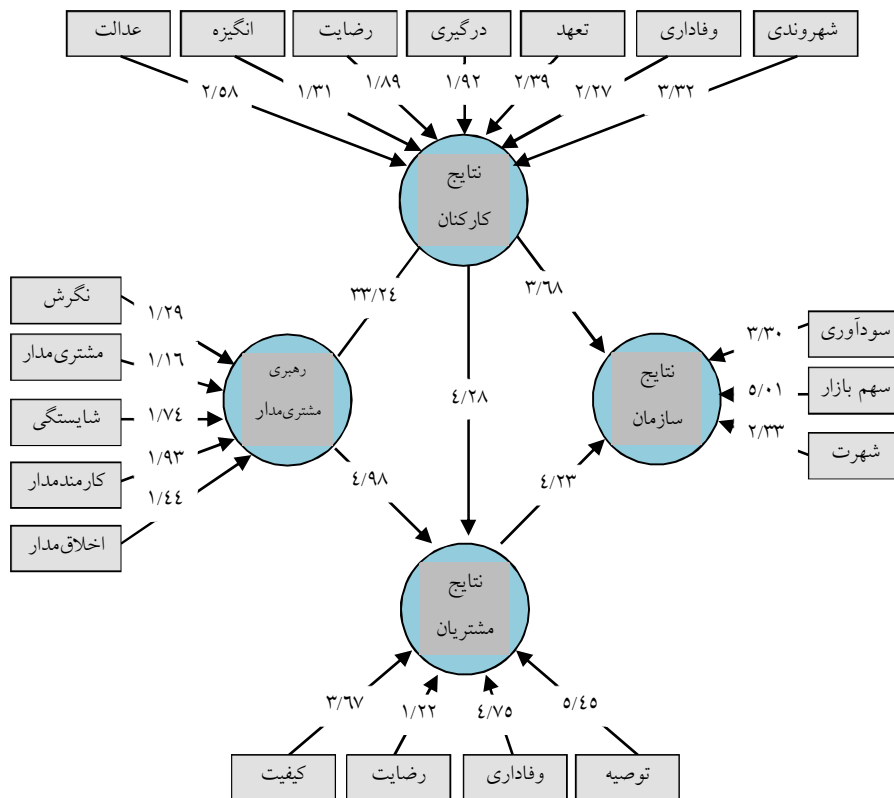 شهروندی
وفاداری
تعهد
درگیری
رضایت
انگیزه
عدالت
۳/۳۲
۲/۲۷
۲/۳۹
۱/۹۲
۱/۸۹
۱/۳۱
۲/۵۸
نتایج
کارکنان
۳/۶۸
۳۳/۲۴
۴/۲۸
سودآوری
سهم بازار
شهرت
۳/۳۰
۵/۰۱
۲/۳۳
نتایج
سازمان
رهبری
مشتری‌مدار
۱/۲۹
۱/۱۶
۱/۷۴
۱/۹۳
۱/۴۴
نگرش
مشتری‌مدار
شایستگی
کارمندمدار
اخلاق‌مدار
۴/۲۳
۴/۹۸
نتایج
مشتریان
۵/۴۵
۴/۷۵
۱/۲۲
۳/۶۷
توصیه
وفاداری
رضایت
کیفیت